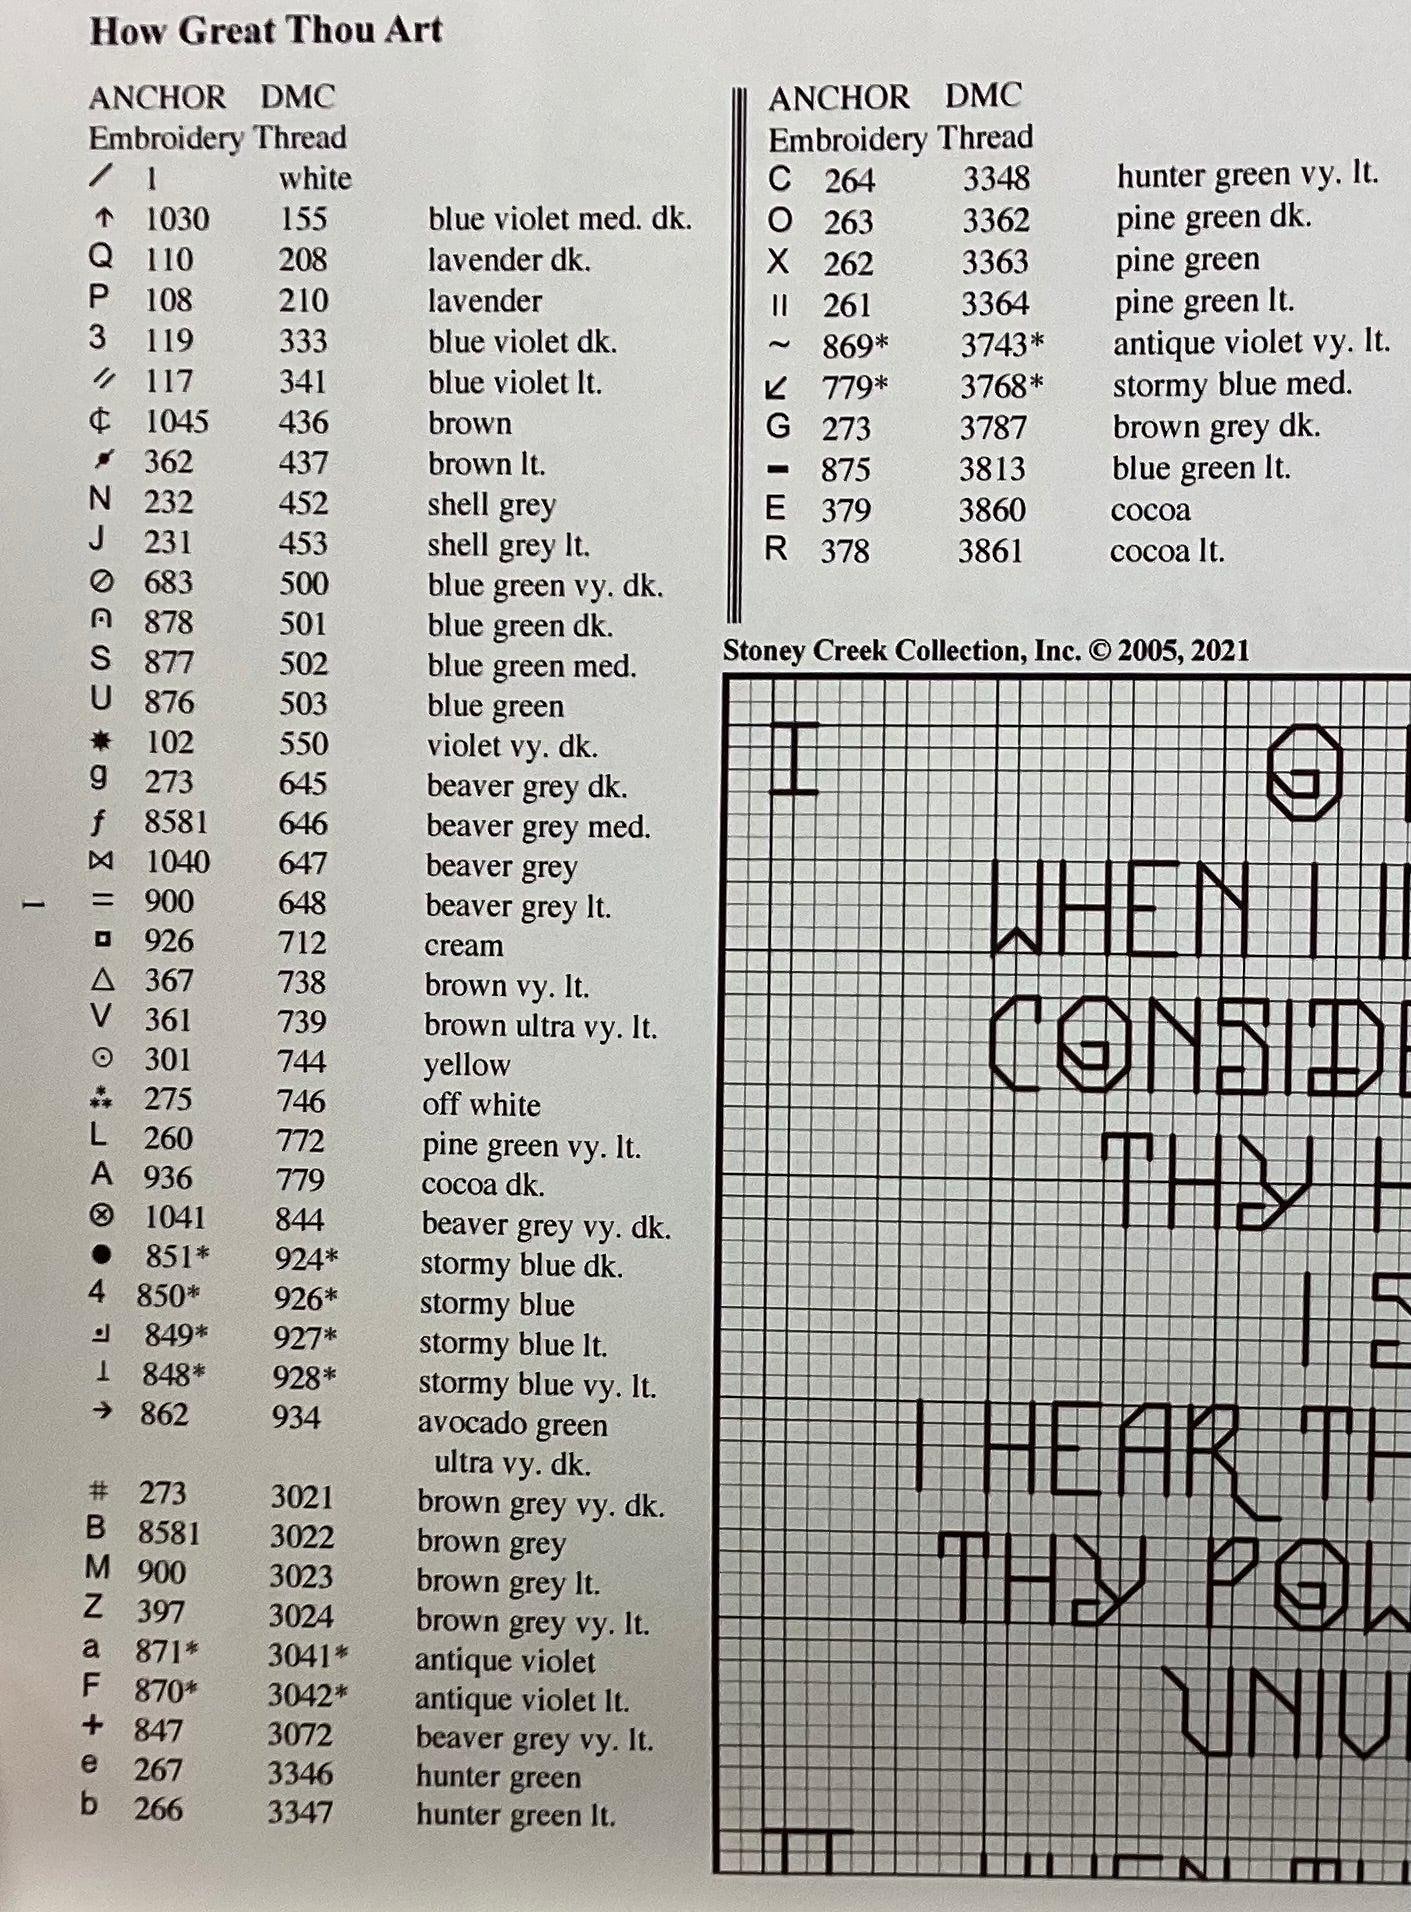 How Great Thou Art
ANCHOR DMC
Embroidery Thread
/ 1 white
↑ 1030 155 blue violet med. dk.
Q 110 208 lavender dk.
P 108 210 lavender
3 119 333 blue violet dk.
// 117 341 blue violet lt.
₵ 1045 436 brown
362 437 brown lt.
N 232 452 shell grey
J 231 453 shell grey lt.
⊘ 683 500 blue green vy. dk.
878 501 blue green dk.
S 877 502 blue green med.
U 876 503 blue green
✷ 102 550 violet vy. dk.
g 273 645 beaver grey dk.
f 8581 646 beaver grey med.
⋈ 1040 647 beaver grey
= 900 648 beaver grey lt.
▫ 926 712 cream
△ 367 738 brown vy. lt.
V 361 739 brown ultra vy. lt.
⊙ 301 744 yellow
⁂ 275 746 off white
L 260 772 pine green vy. lt.
A 936 779 cocoa dk.
⊗ 1041 844 beaver grey vy. dk.
● 851* 924* stormy blue dk.
4 850* 926* stormy blue
849* 927* stormy blue lt.
⊥ 848* 928* stormy blue vy. lt.
→ 862 934 avocado green
ultra vy. dk.
# 273 3021 brown grey vy. dk.
B 8581 3022 brown grey
M 900 3023 brown grey lt.
Z 397 3024 brown grey vy. lt.
a 871* 3041* antique violet
F 870* 3042* antique violet lt.
+ 847 3072 beaver grey vy. lt.
e 267 3346 hunter green
b 266 3347 hunter green lt.
1
ANCHOR DMC
Embroidery Thread
C 264 3348 hunter green vy. lt.
O 263 3362 pine green dk.
X 262 3363 pine green
|| 261 3364 pine green lt.
~ 869* 3743* antique violet vy. lt.
↙ 779* 3768* stormy blue med.
G 273 3787 brown grey dk.
- 875 3813 blue green lt.
E 379 3860 cocoa
R 378 3861 cocoa lt.
Stoney Creek Collection, Inc. © 2005, 2021
I O
WHEN I I
CONSIDE
THY H
I S
I HEAR TH
THY POW
UNIV
II WHEN TH